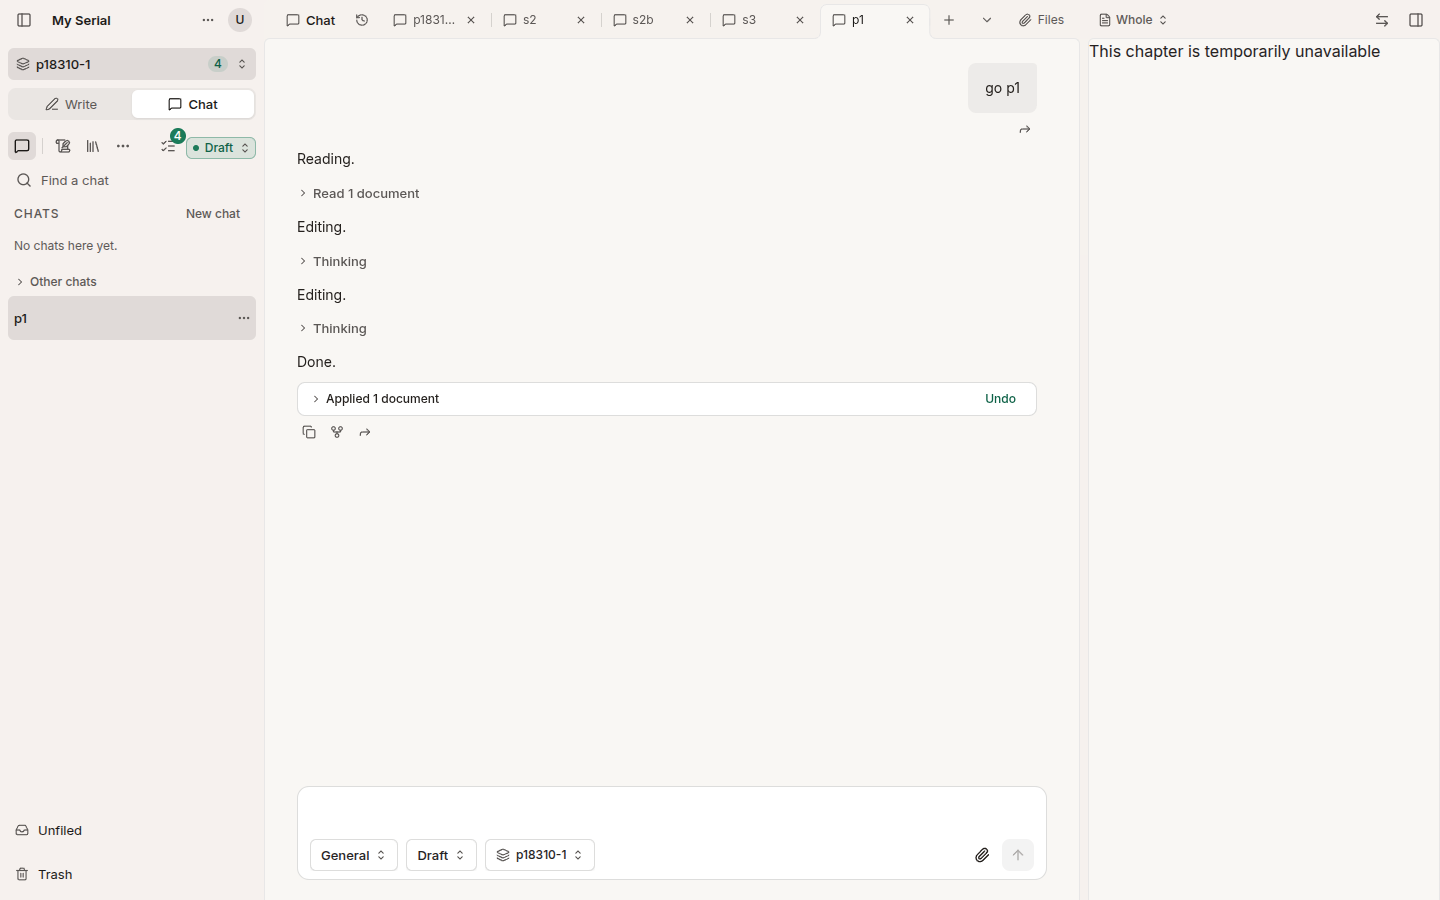 My Serial
U
p18310-1
4
Write
Chat
4
Draft
Find a chat
CHATS
New chat
No chats here yet.
Other chats
p1
Unfiled
Trash
Chat
p1831...
s2
s2b
s3
p1
Files
go p1
Reading.
Read 1 document
Editing.
Thinking
Editing.
Thinking
Done.
Applied 1 document
Undo
General
Draft
p18310-1
Whole
This chapter is temporarily unavailable